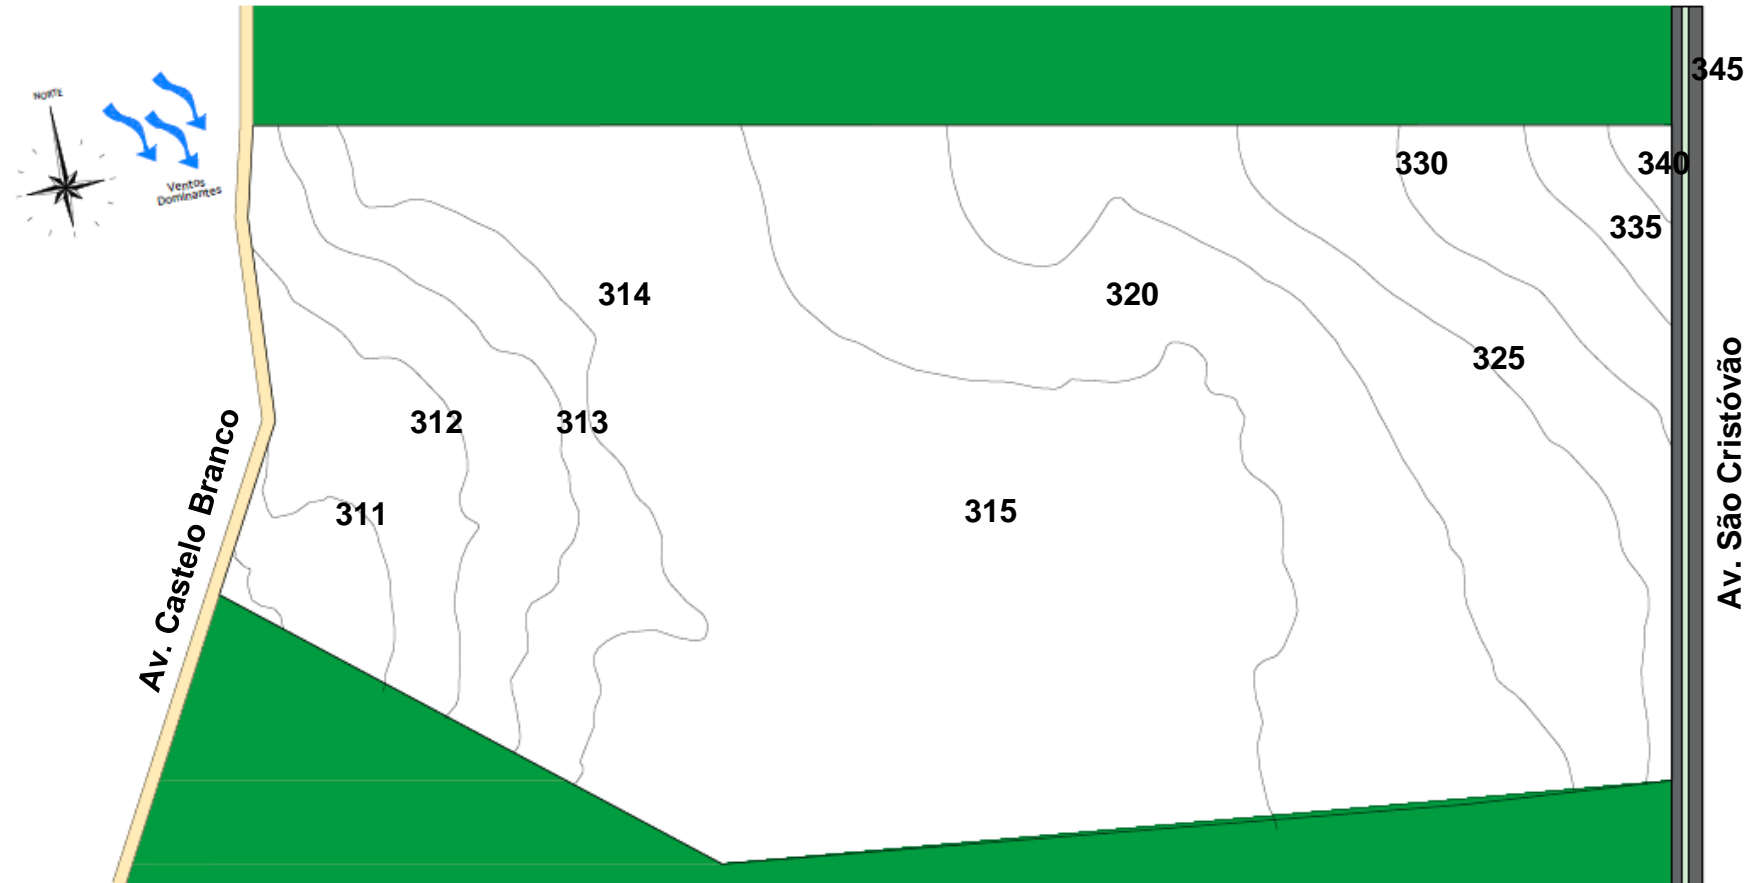 345
NORTE
330
340
Ventos
Dominantes
335
314
320
325
312
313
315
311
Av. Castelo Branco
Av. São Cristóvão